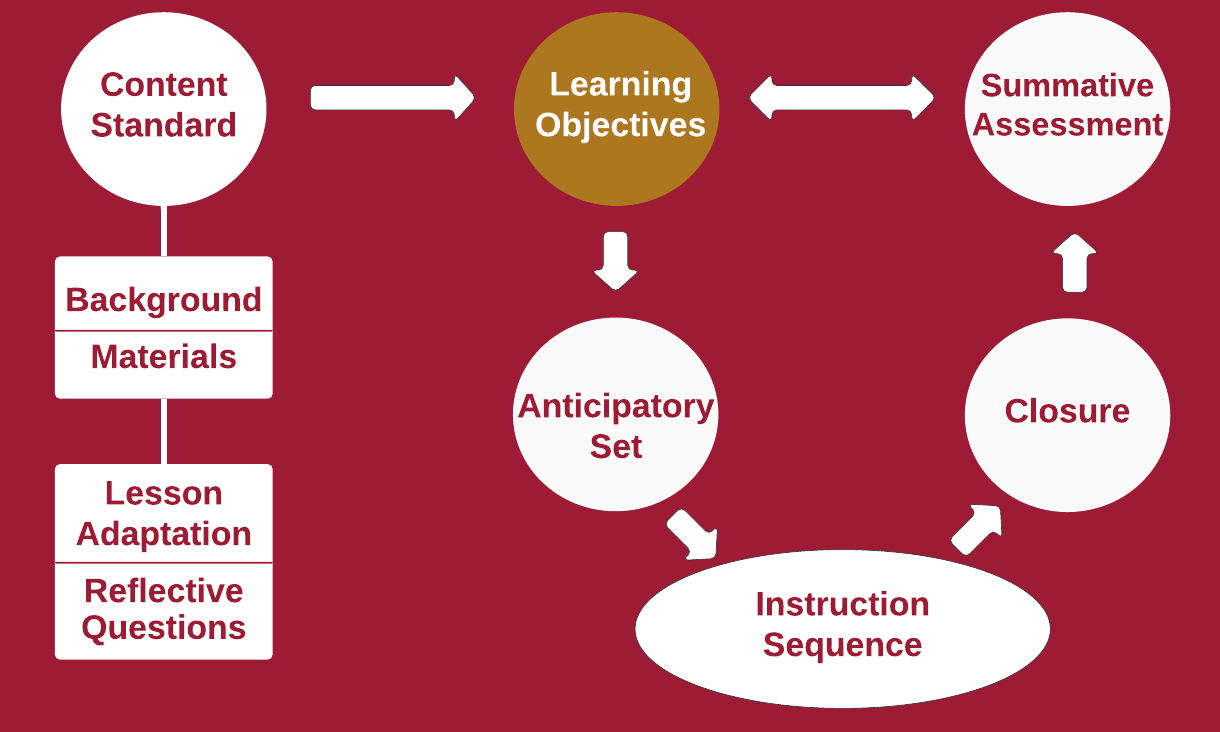 Content
Standard
Learning
Objectives
Summative
Assessment
Background
Materials
Anticipatory
Set
Closure
Lesson
Adaptation
Reflective
Questions
Instruction
Sequence